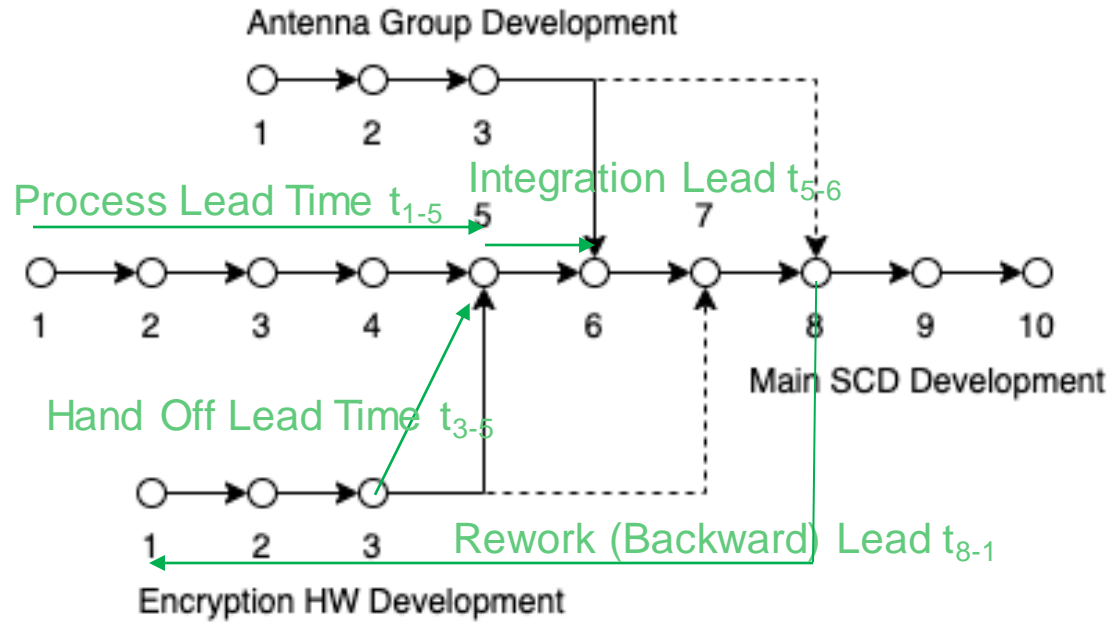 Antenna Group Development
1 2 3
Integration Lead t5-6
Process Lead Time t1-5
5 7
1 2 3 4 6 8 9 10
Main SCD Development
Hand Off Lead Time t3-5
Rework (Backward) Lead t8-1
1 2 3
Encryption HW Development